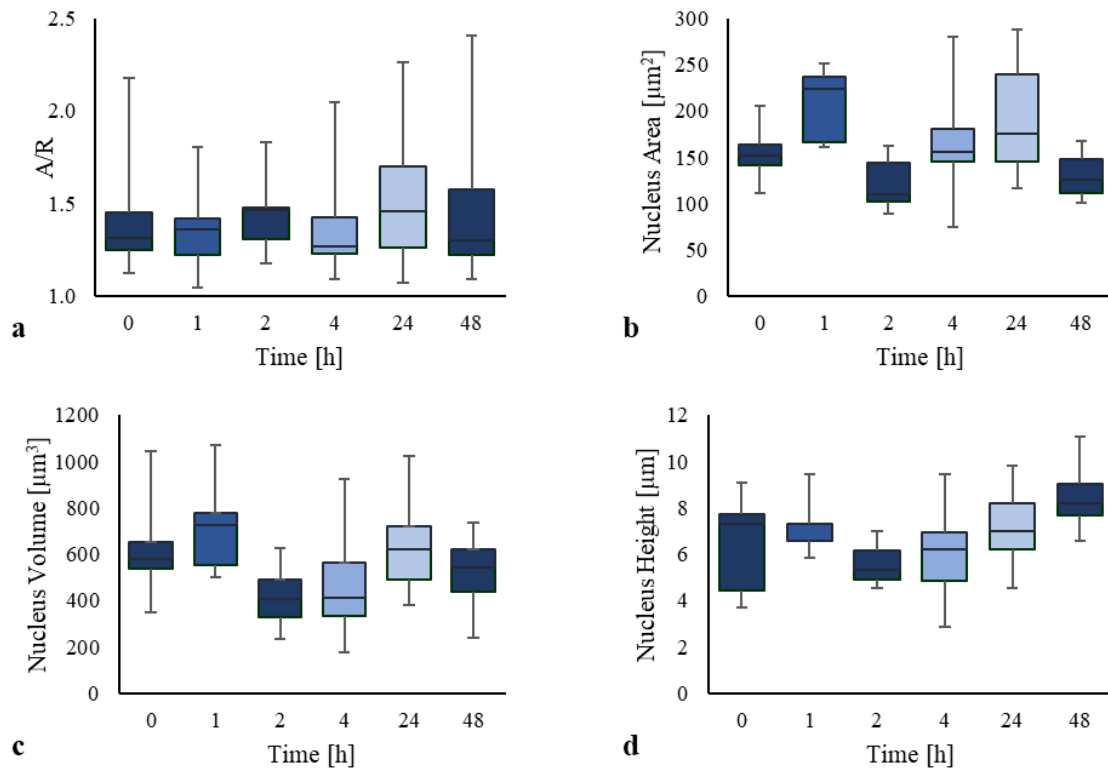 2.5
2.0
1.5
1.0
A/R
0 1 2 4 24 48
Time [h]
a
300
250
200
150
100
50
0
Nucleus Area [µm²]
0 1 2 4 24 48
Time [h]
b
1200
1000
800
600
400
200
0
Nucleus Volume [µm³]
0 1 2 4 24 48
Time [h]
c
12
10
8
6
4
2
0
Nucleus Height [µm]
0 1 2 4 24 48
Time [h]
d